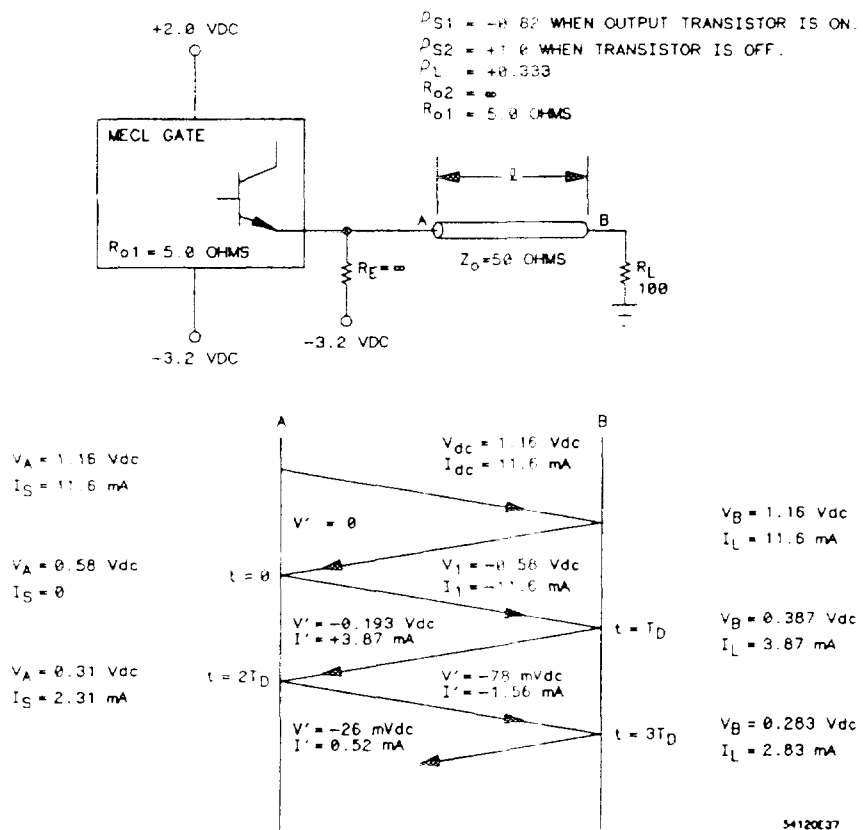 ρS1 = -0.82 WHEN OUTPUT TRANSISTOR IS ON.
ρS2 = +1.0 WHEN TRANSISTOR IS OFF.
ρL = +0.333
Ro2 = ∞
Ro1 = 5.0 OHMS
+2.0 VDC
MECL GATE
Ro1 = 5.0 OHMS
-3.2 VDC
RE = ∞
-3.2 VDC
ℓ
A
B
Zo = 50 OHMS
RL
100
A
B
VA = 1.16 Vdc
IS = 11.6 mA
Vdc = 1.16 Vdc
Idc = 11.6 mA
V' = 0
VB = 1.16 Vdc
IL = 11.6 mA
VA = 0.58 Vdc
IS = 0
t = 0
V1 = -0.58 Vdc
I1 = -11.6 mA
V' = -0.193 Vdc
I' = +3.87 mA
t = TD
VB = 0.387 Vdc
IL = 3.87 mA
VA = 0.31 Vdc
IS = 2.31 mA
t = 2TD
V' = -78 mVdc
I' = -1.56 mA
V' = -26 mVdc
I' = 0.52 mA
t = 3TD
VB = 0.283 Vdc
IL = 2.83 mA
54120E37